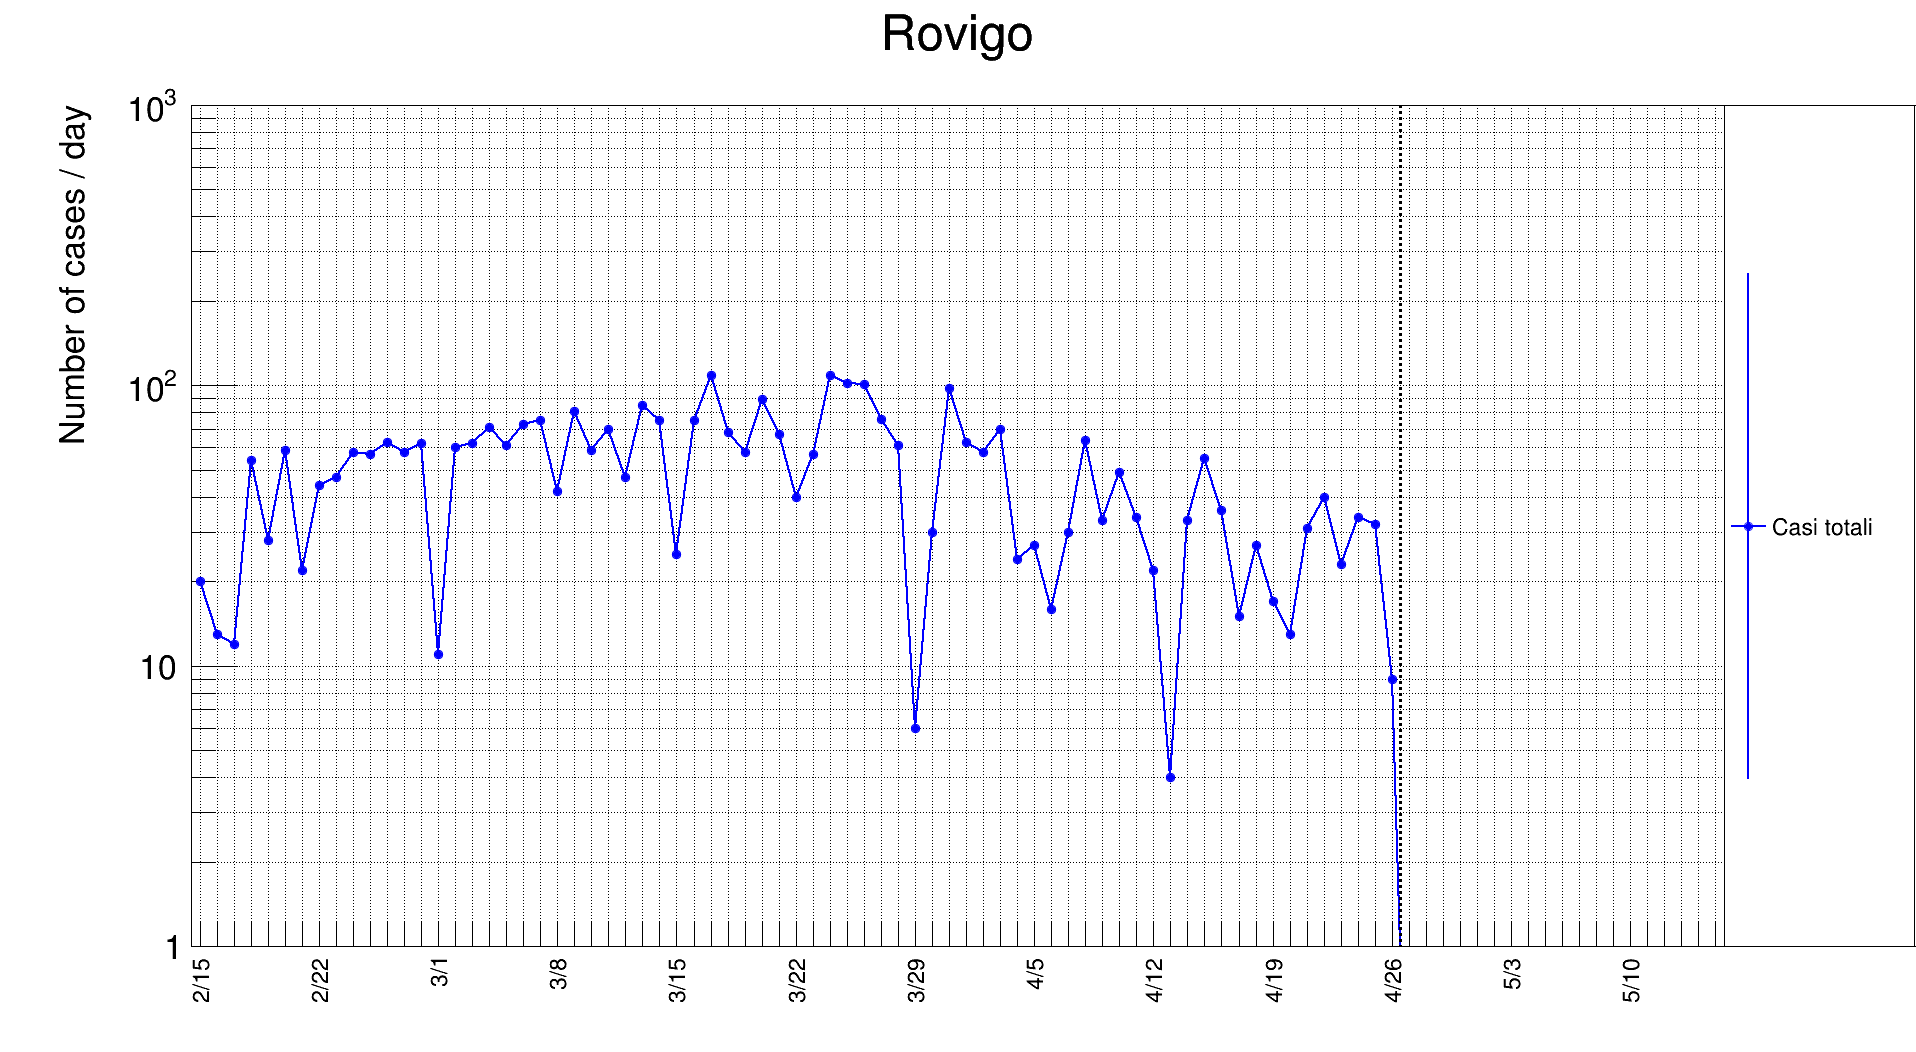 Rovigo
Number of cases / day
10³
10²
10
1
2/15 2/22 3/1 3/8 3/15 3/22 3/29 4/5 4/12 4/19 4/26 5/3 5/10
Casi totali